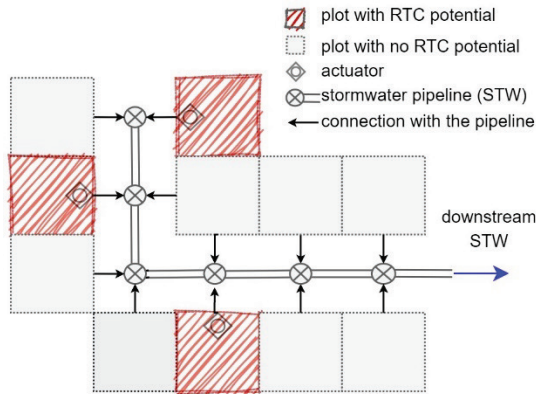 plot with RTC potential
plot with no RTC potential
actuator
stormwater pipeline (STW)
connection with the pipeline
downstream
STW